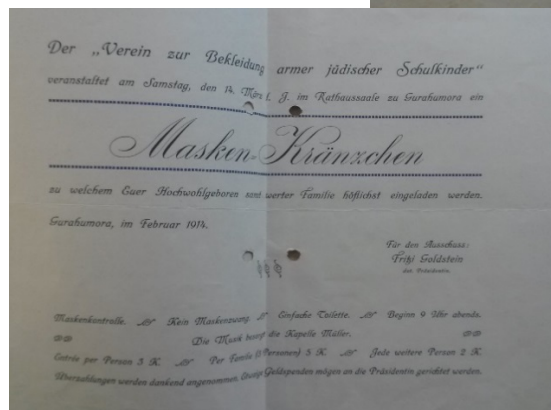 Der „Verein zur Bekleidung armer jüdischer Schulkinder“
veranstaltet am Samstag, den 14. März l. J. im Rathaussaale zu Gurahumora ein
Masken-Kränzchen
zu welchem Euer Hochwohlgeboren samt werter Familie höflichst eingeladen werden.
Gurahumora, im Februar 1914.
Für den Ausschuss:
Fritzi Goldstein
das Präsidentin.
Maskenkontrolle. Kein Maskenzwang Einfache Toilette. Beginn 9 Uhr abends.
Die Musik besorgt die Kapelle Müller.
Entrée per Person 3 K. Per Familie (3 Personen) 5 K. Jede weitere Person 2 K.
Überzahlungen werden dankend angenommen. Geldspenden mögen an die Präsidentin gerichtet werden.